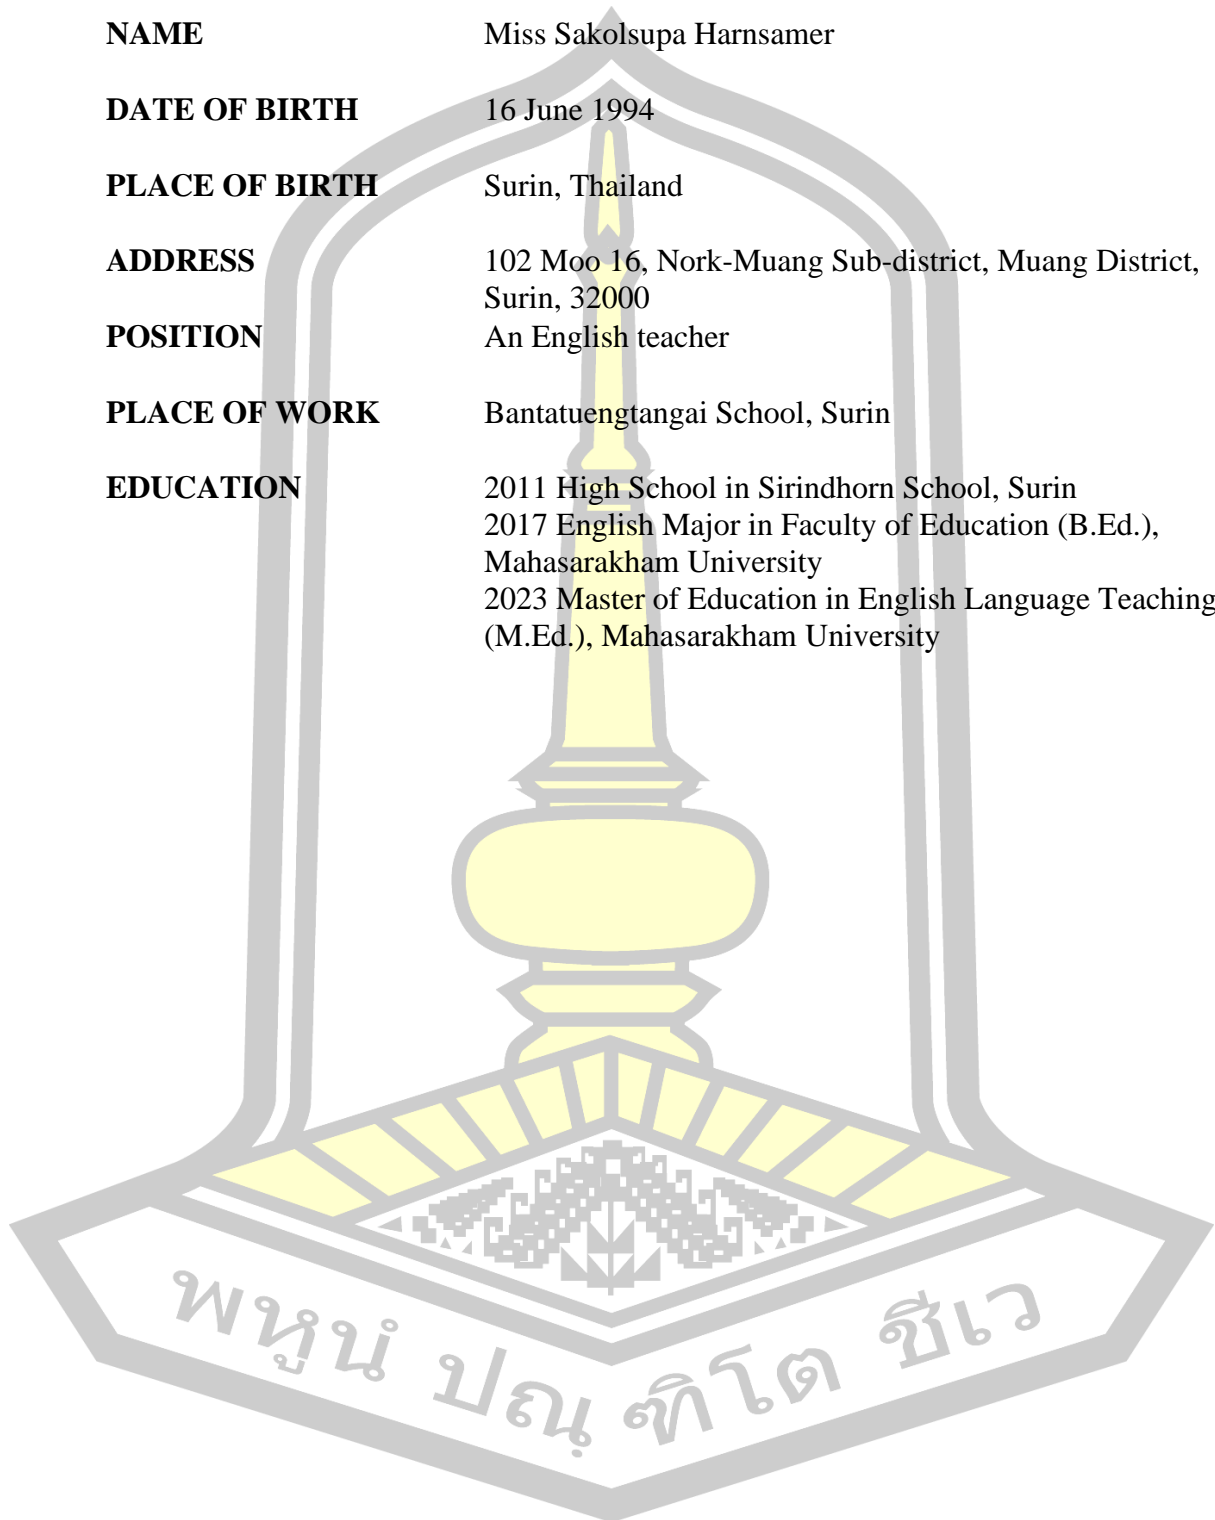 NAME Miss Sakolsupa Harnsamer
DATE OF BIRTH 16 June 1994
PLACE OF BIRTH Surin, Thailand
ADDRESS 102 Moo 16, Nork-Muang Sub-district, Muang District,
Surin, 32000
POSITION An English teacher
PLACE OF WORK Bantatuengtangai School, Surin
EDUCATION 2011 High School in Sirindhorn School, Surin
2017 English Major in Faculty of Education (B.Ed.),
Mahasarakham University
2023 Master of Education in English Language Teaching
(M.Ed.), Mahasarakham University
พหูนํ ปณฺ ฑิโต ชีเว